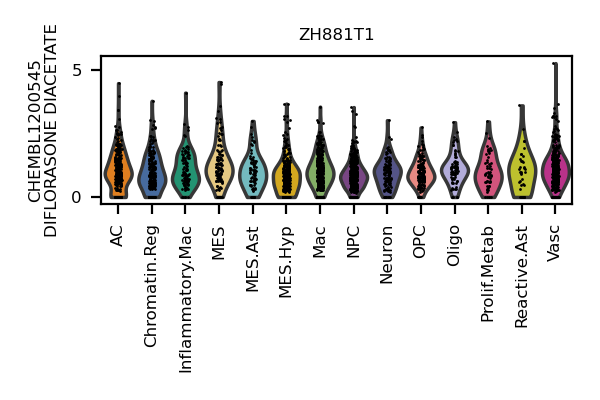 ZH881T1
CHEMBL1200545
DIFLORASONE DIACETATE
5
0
AC
Chromatin.Reg
Inflammatory.Mac
MES
MES.Ast
MES.Hyp
Mac
NPC
Neuron
OPC
Oligo
Prolif.Metab
Reactive.Ast
Vasc